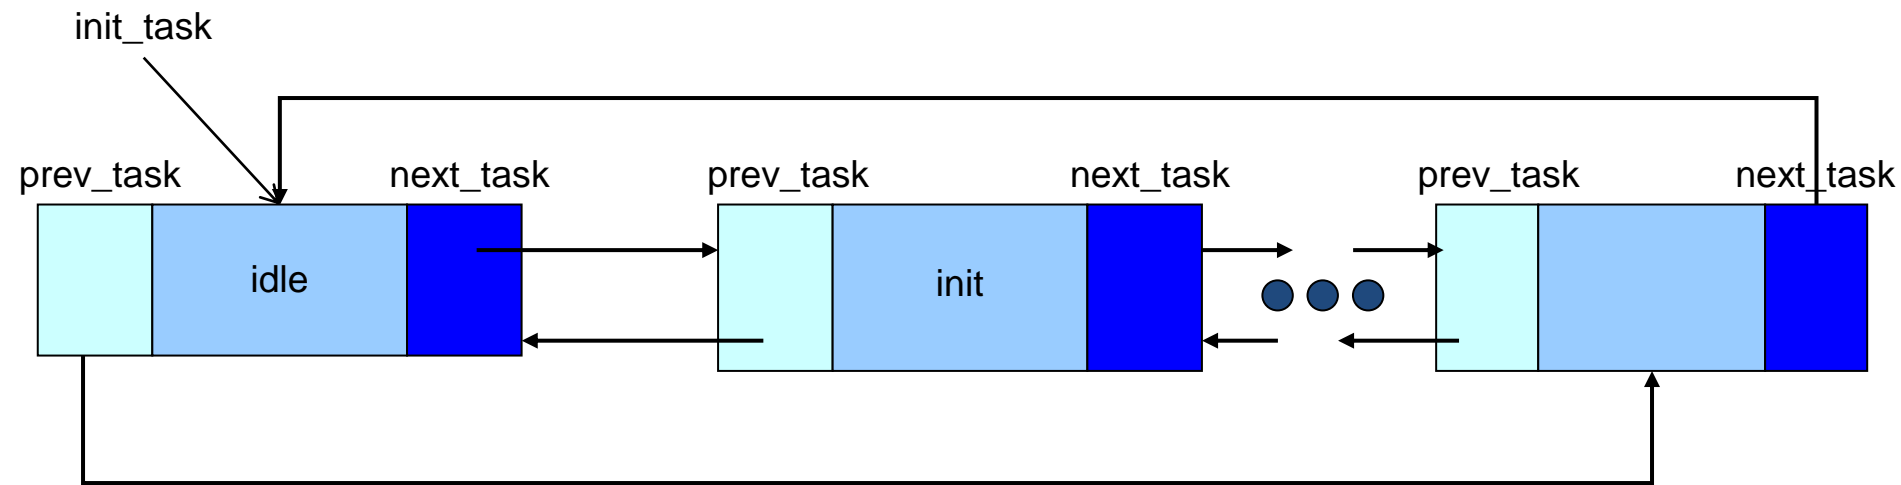 init_task
prev_task
next_task
prev_task
next_task
prev_task
next_task
idle
init